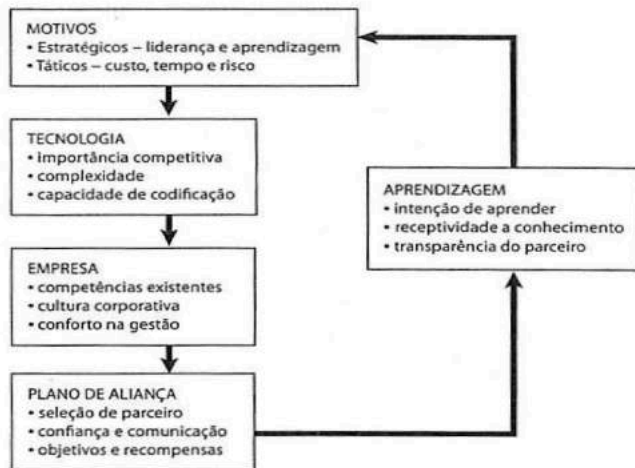 MOTIVOS
• Estratégicos – liderança e aprendizagem
• Táticos – custo, tempo e risco
TECNOLOGIA
• importância competitiva
• complexidade
• capacidade de codificação
EMPRESA
• competências existentes
• cultura corporativa
• conforto na gestão
PLANO DE ALIANÇA
• seleção de parceiro
• confiança e comunicação
• objetivos e recompensas
APRENDIZAGEM
• intenção de aprender
• receptividade a conhecimento
• transparência do parceiro